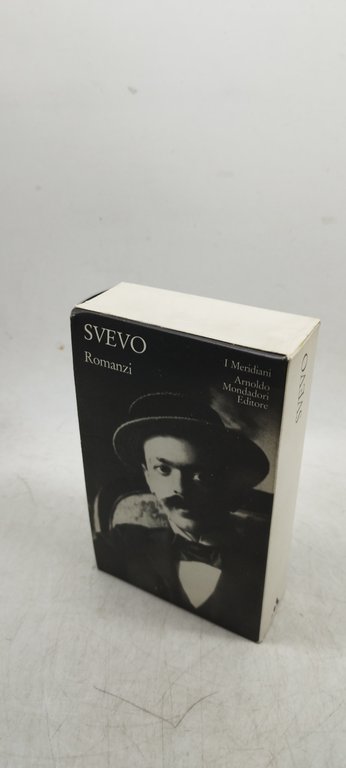 SVEVO
Romanzi
I Meridiani
Arnoldo
Mondadori
Editore
SVEVO